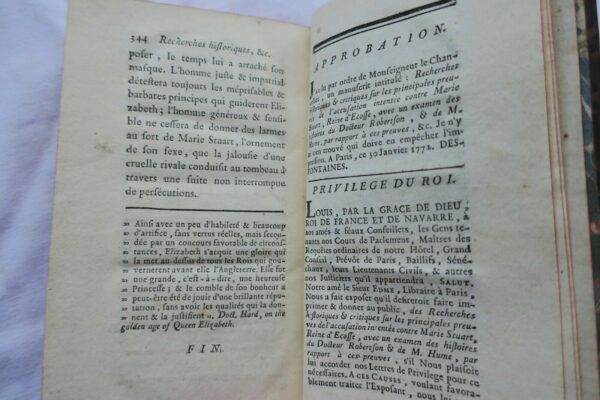 344 Recherches historiques, &c.
poser, le temps lui a attaché son
masque. L'homme juste & impartial
détestera toujours les méprisables &
barbares principes qui guiderent Eli-
zabeth; l'homme généreux & sensi-
ble ne cessera de donner des larmes
au sort de Marie Stuart, l'ornement
de son sexe, que la jalousie d'une
cruelle rivale conduisit au tombeau à
travers une suite non interrompue
de persécutions.
» Ainsi avec un peu d'habileté & beaucoup
» d'artifice, sans vertus réelles, mais secon-
» dée par un concours favorable de circons-
» tances, Elizabeth s'acquit une gloire qui
» la met au-dessus de tous les Rois qui gou-
» vernerent avant elle l'Angleterre. Elle fut
» une grande, c'est-à-dire, une heureuse
» Princesse; & le comble de son bonheur a
» peut-être été de jouir d'une brillante répu-
» tation, sans avoir les qualités qui la don-
» nent & la justifient ». Doct. Hard, on the
golden age of Queen Elizabeth.
FIN.
APPROBATION.
J'ai lu par ordre de Monseigneur le Chan-
celier, un manuscrit intitulé: Recherches
historiques & critiques sur les principales preu-
ves de l'accusation intentée contre Marie
Stuart, Reine d'Ecosse, avec un examen des
histoires du Docteur Robertson, & de M.
Hume, par rapport à ces preuves, &c. Je n'y
ai rien trouvé qui doive en empêcher l'im-
pression. A Paris, ce 30 Janvier 1772. DES-
FONTAINES.
PRIVILEGE DU ROI.
LOUIS, PAR LA GRACE DE DIEU,
ROI DE FRANCE ET DE NAVARRE, à
nos amés & féaux Conseillers, les Gens te-
nants nos Cours de Parlemens, Maîtres des
Requêtes ordinaires de notre Hôtel, Grand
Conseil, Prévôt de Paris, Baillifs, Séné-
chaux, leurs Lieutenants Civils, & autres
nos Justiciers qu'il appartiendra, SALUT.
Notre amé le Sieur EDME, Libraire à Paris,
Nous a fait exposer qu'il desireroit faire im-
primer & donner au public, des Recherches
historiques & critiques sur les principales preuves
de l'accusation intentée contre Marie Stuart,
Reine d'Ecosse, avec un examen des histoires
du Docteur Robertson & de M. Hume, par
rapport à ces preuves, s'il Nous plaisoit
lui accorder nos Lettres de Privilege pour ce
nécessaires. A CES CAUSES, voulant favora-
blement traiter l'Exposant, nous lui